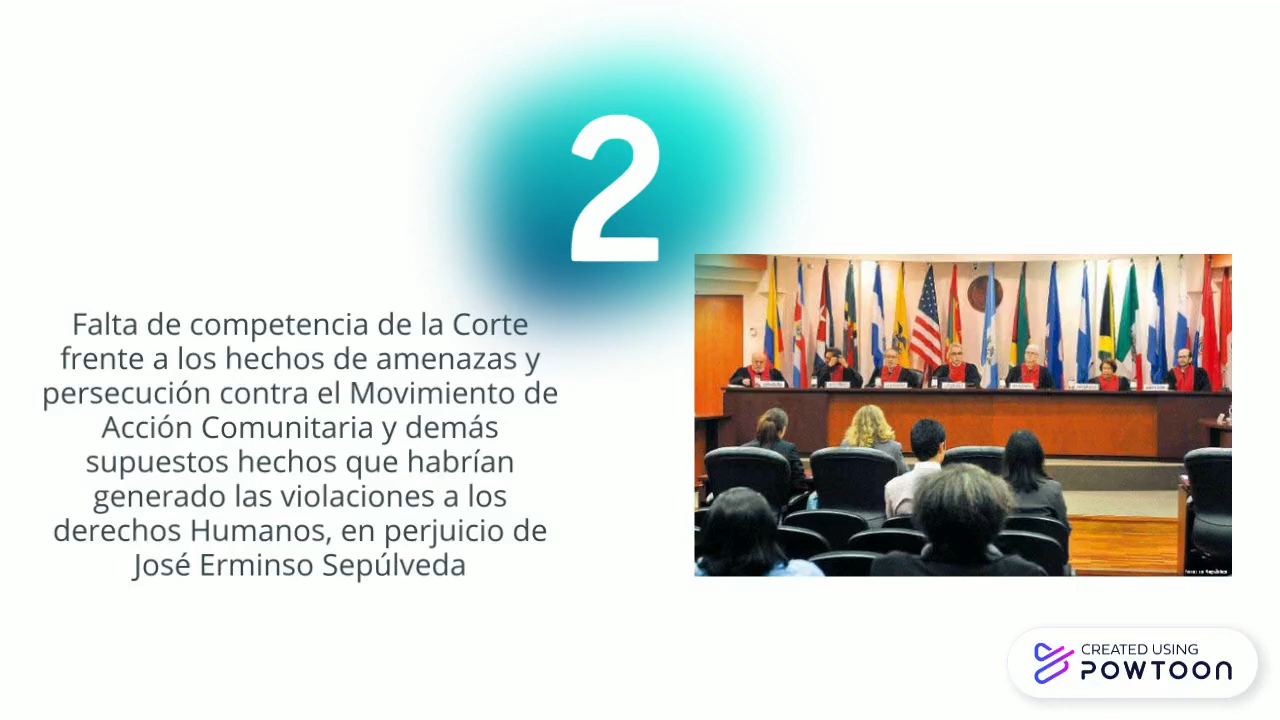 2
Falta de competencia de la Corte
frente a los hechos de amenazas y
persecución contra el Movimiento de
Acción Comunitaria y demás
supuestos hechos que habrían
generado las violaciones a los
derechos Humanos, en perjuicio de
José Erminso Sepúlveda
CREATED USING
POWTOON